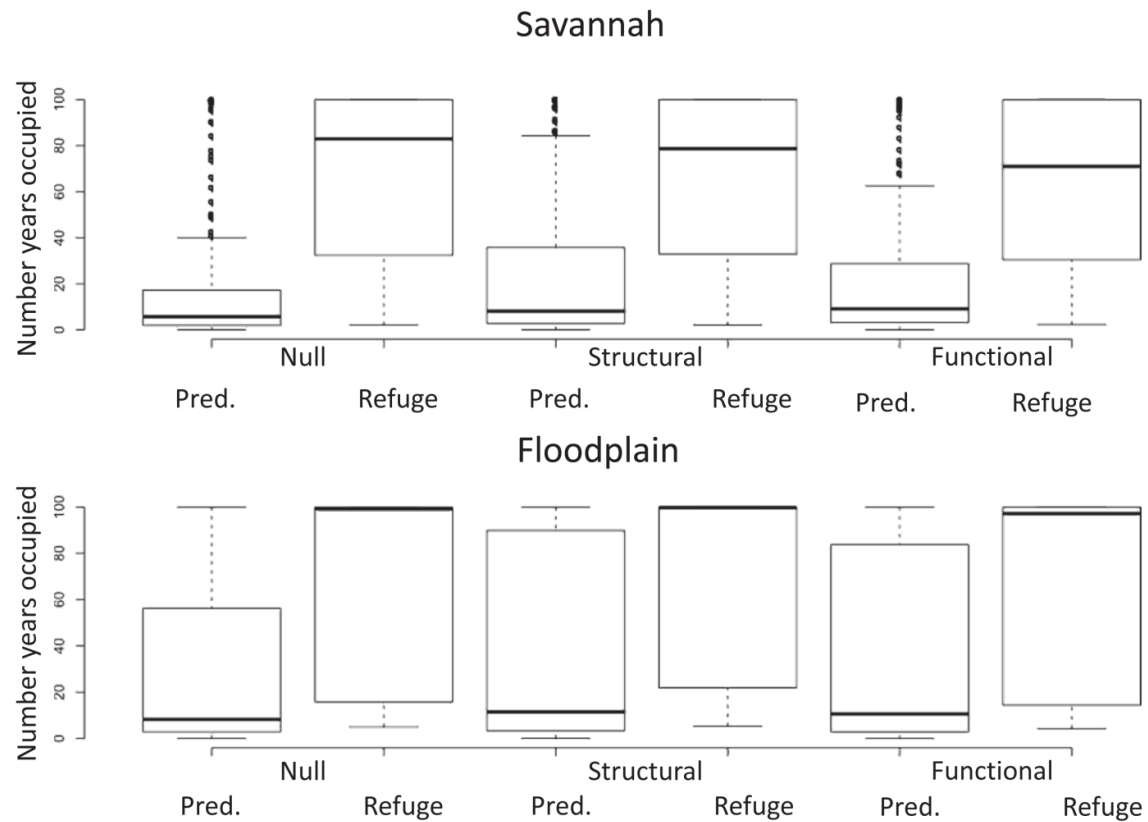 Savannah
Number years occupied
100
80
60
40
20
0
Null Structural Functional
Pred. Refuge Pred. Refuge Pred. Refuge
Floodplain
Number years occupied
100
80
60
40
20
0
Null Structural Functional
Pred. Refuge Pred. Refuge Pred. Refuge